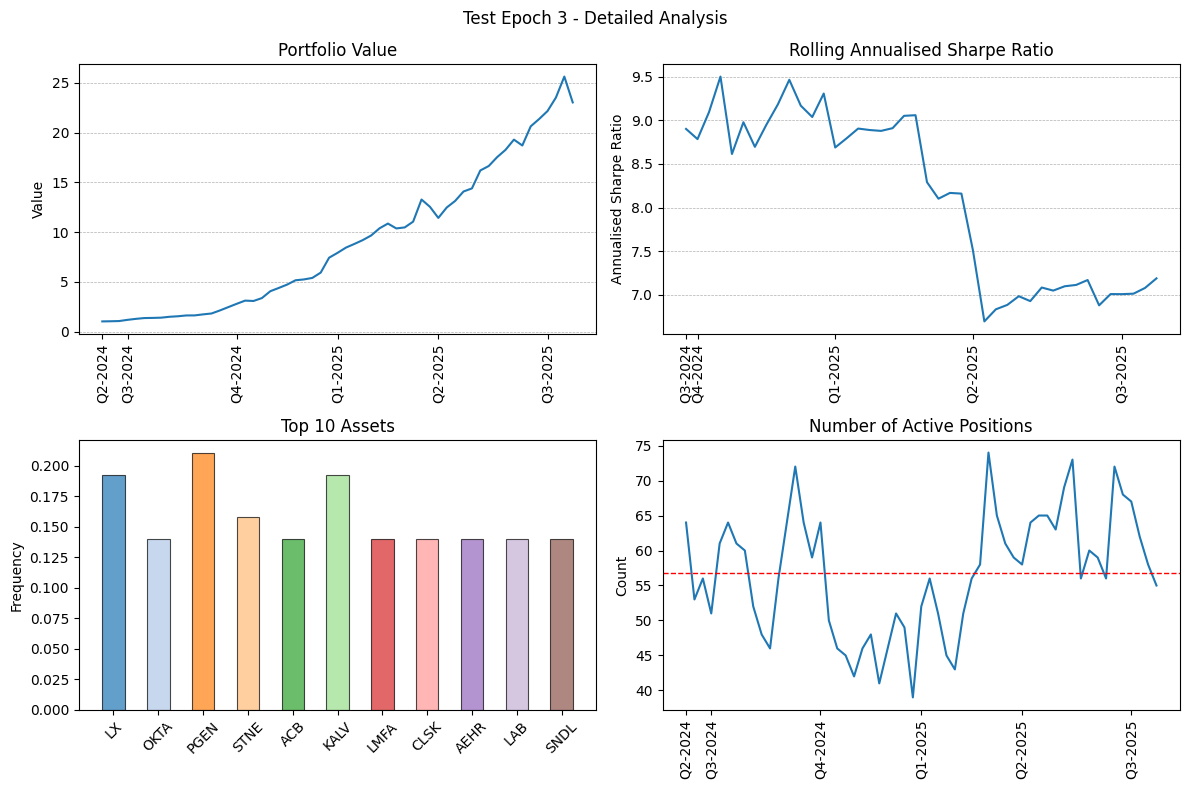 Test Epoch 3 - Detailed Analysis
Portfolio Value
Value
25
20
15
10
5
0
Q2-2024
Q3-2024
Q4-2024
Q1-2025
Q2-2025
Q3-2025
Rolling Annualised Sharpe Ratio
Annualised Sharpe Ratio
9.5
9.0
8.5
8.0
7.5
7.0
Q3-2024
Q4-2024
Q1-2025
Q2-2025
Q3-2025
Top 10 Assets
Frequency
0.200
0.175
0.150
0.125
0.100
0.075
0.050
0.025
0.000
LX
OKTA
PGEN
STNE
ACB
KALV
LMFA
CLSK
AEHR
LAB
SNDL
Number of Active Positions
Count
75
70
65
60
55
50
45
40
Q2-2024
Q3-2024
Q4-2024
Q1-2025
Q2-2025
Q3-2025